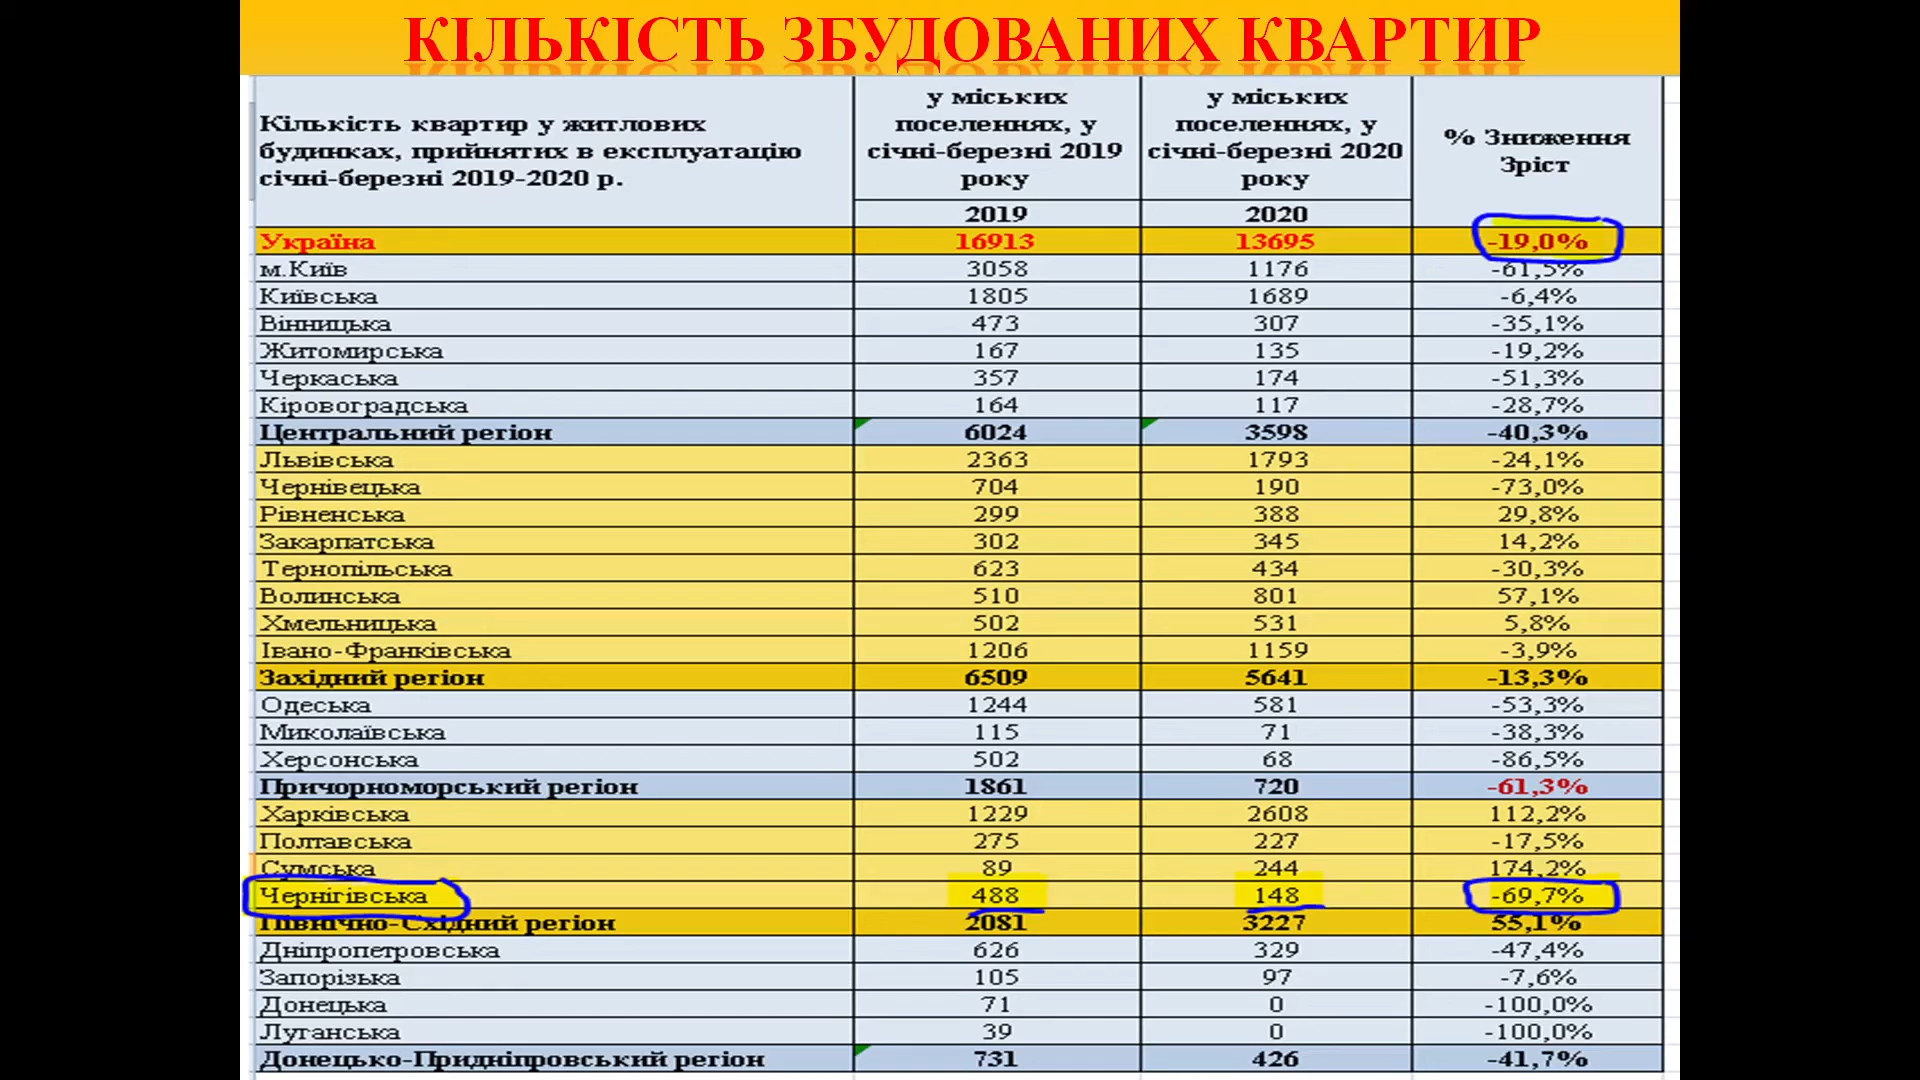 КІЛЬКІСТЬ ЗБУДОВАНИХ КВАРТИР
Кількість квартир у житлових
будинках, прийнятих в експлуатацію
січні-березні 2019-2020 р.
у міських
поселеннях, у
січні-березні 2019
року
у міських
поселеннях, у
січні-березні 2020
року
% Зниження
Зріст
2019 2020
Україна 16913 13695 -19,0%
м.Київ 3058 1176 -61,5%
Київська 1805 1689 -6,4%
Вінницька 473 307 -35,1%
Житомирська 167 135 -19,2%
Черкаська 357 174 -51,3%
Кіровоградська 164 117 -28,7%
Центральний регіон 6024 3598 -40,3%
Львівська 2363 1793 -24,1%
Чернівецька 704 190 -73,0%
Рівненська 299 388 29,8%
Закарпатська 302 345 14,2%
Тернопільська 623 434 -30,3%
Волинська 510 801 57,1%
Хмельницька 502 531 5,8%
Івано-Франківська 1206 1159 -3,9%
Західний регіон 6509 5641 -13,3%
Одеська 1244 581 -53,3%
Миколаївська 115 71 -38,3%
Херсонська 502 68 -86,5%
Причорноморський регіон 1861 720 -61,3%
Харківська 1229 2608 112,2%
Полтавська 275 227 -17,5%
Сумська 89 244 174,2%
Чернігівська 488 148 -69,7%
Північно-Східний регіон 2081 3227 55,1%
Дніпропетровська 626 329 -47,4%
Запорізька 105 97 -7,6%
Донецька 71 0 -100,0%
Луганська 39 0 -100,0%
Донецько-Придніпровський регіон 731 426 -41,7%